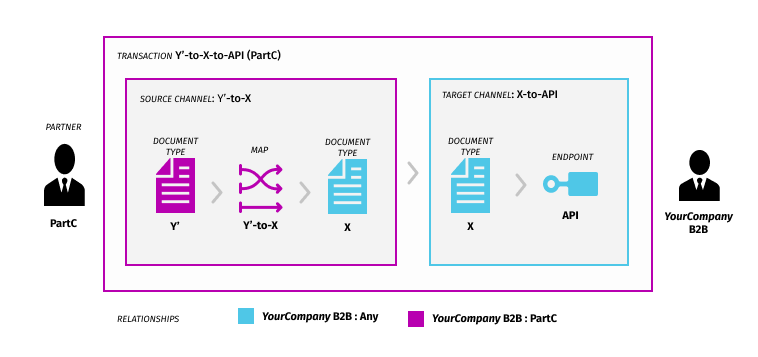 TRANSACTION Y'-to-X-to-API (PartC)
SOURCE CHANNEL: Y'-to-X
TARGET CHANNEL: X-to-API
PARTNER
DOCUMENT
TYPE
MAP
DOCUMENT
TYPE
DOCUMENT
TYPE
ENDPOINT
PartC
Y'
Y'-to-X
X
X
API
YourCompany
B2B
RELATIONSHIPS
YourCompany B2B : Any
YourCompany B2B : PartC